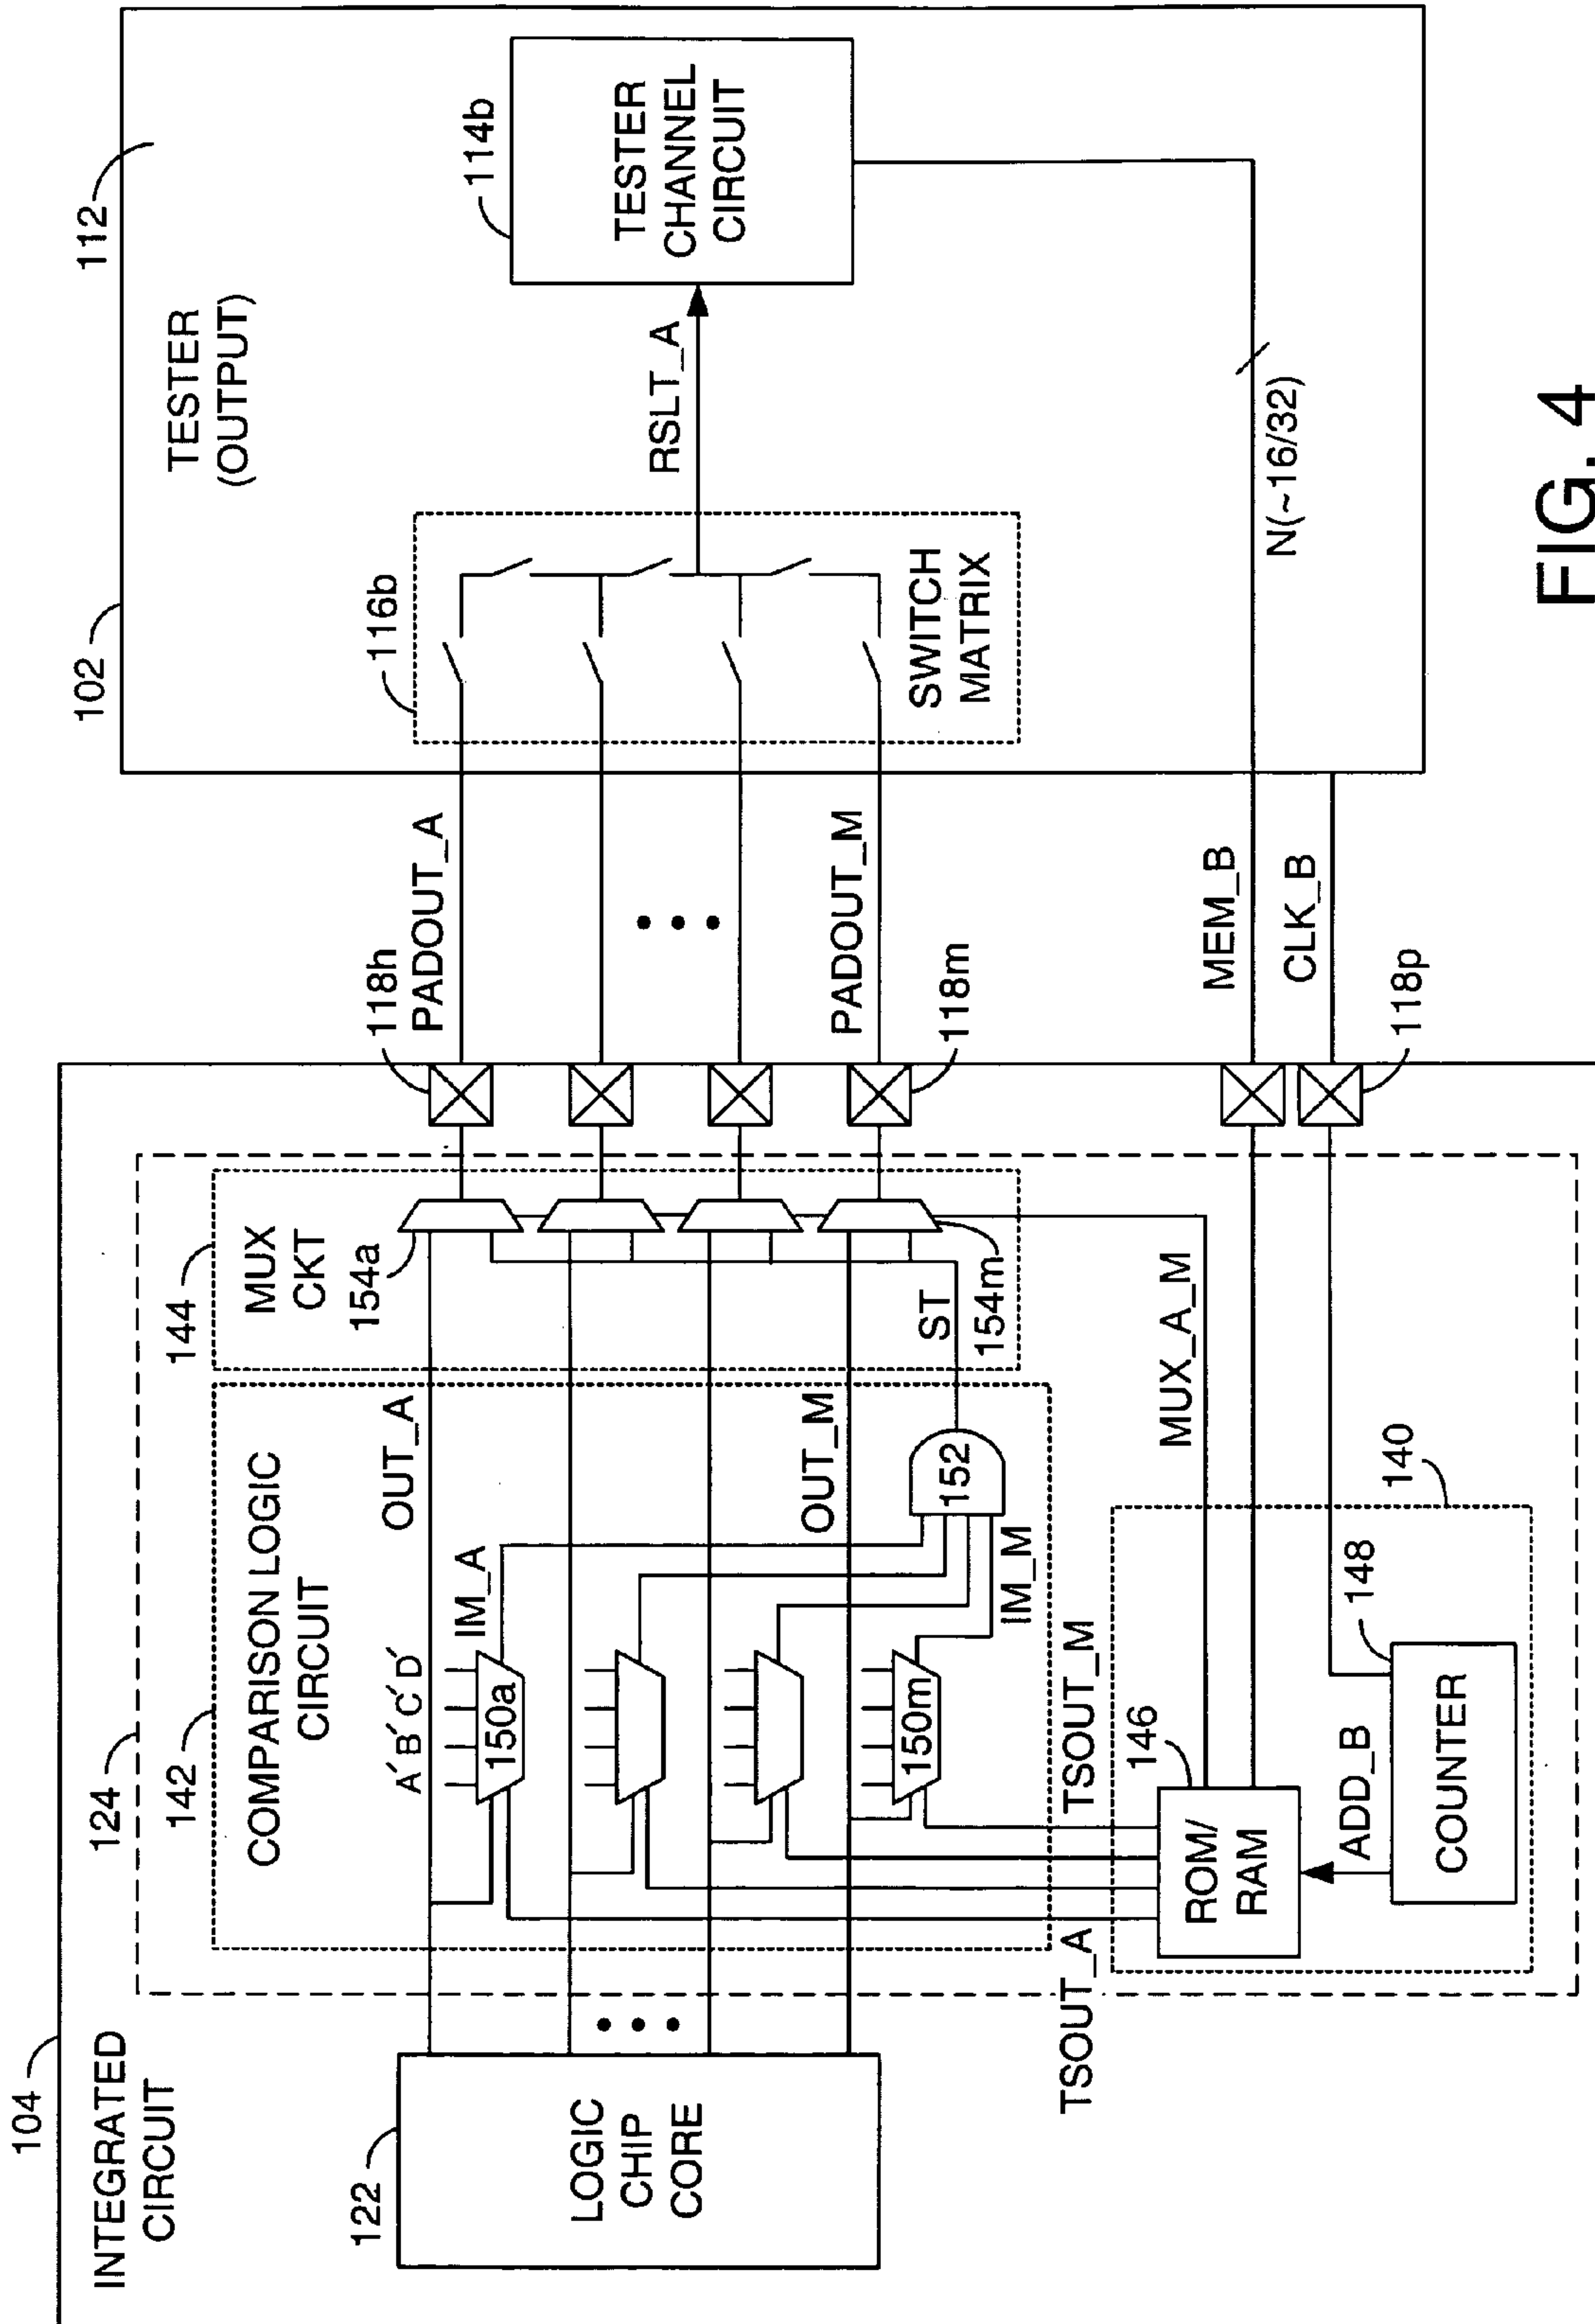 104
INTEGRATED
CIRCUIT
122
LOGIC
CHIP
CORE
124
142
COMPARISON LOGIC
CIRCUIT
A′ B′ C′ D′
150a
IM_A
OUT_A
OUT_M
150m
152
IM_M
144
MUX
CKT
154a
ST
154m
TSOUT_A
TSOUT_M
MUX_A_M
146
ROM/
RAM
ADD_B
148
COUNTER
140
118h
PADOUT_A
PADOUT_M
118m
MEM_B
CLK_B
118p
102
112
TESTER
(OUTPUT)
116b
SWITCH
MATRIX
RSLT_A
114b
TESTER
CHANNEL
CIRCUIT
N(~16/32)
FIG. 4